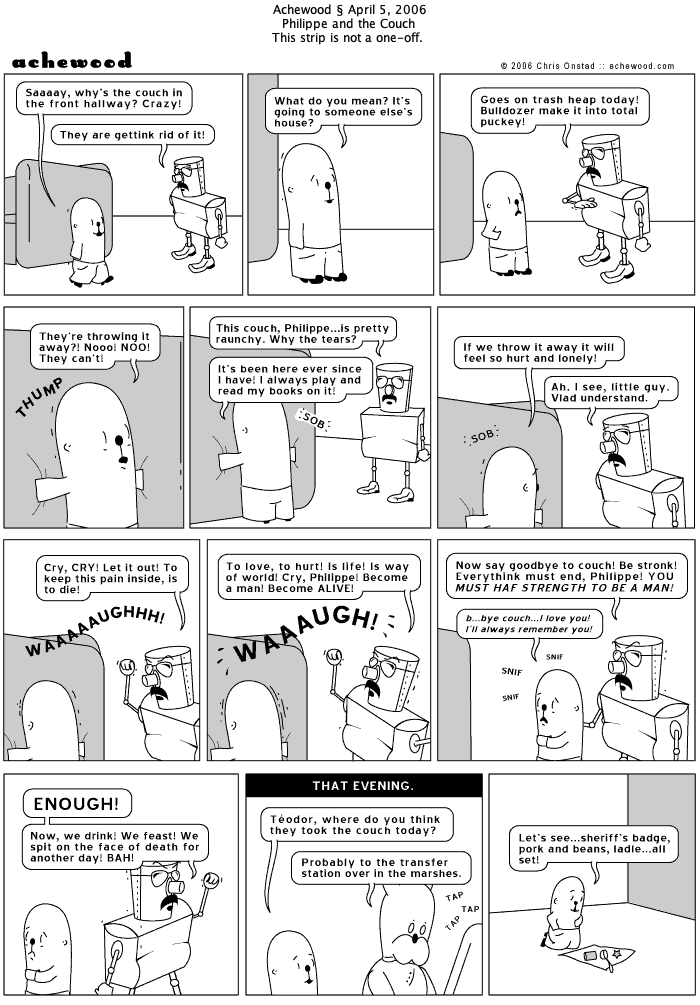 Achewood § April 5, 2006
Philippe and the Couch
This strip is not a one-off.
achewood
© 2006 Chris Onstad :: achewood.com
Saaaay, why's the couch in
the front hallway? Crazy!
They are gettink rid of it!
What do you mean? It's
going to someone else's
house?
Goes on trash heap today!
Bulldozer make it into total
puckey!
They're throwing it
away?! Nooo! NOO!
They can't!
THUMP
This couch, Philippe...is pretty
raunchy. Why the tears?
It's been here ever since
I have! I always play and
read my books on it!
:SOB:
If we throw it away it will
feel so hurt and lonely!
Ah. I see, little guy.
Vlad understand.
:SOB:
Cry, CRY! Let it out! To
keep this pain inside, is
to die!
WAAAAAAUGHHH!
To love, to hurt! Is life! Is way
of world! Cry, Philippe! Become
a man! Become ALIVE!
WAAAUGH!
Now say goodbye to couch! Be stronk!
Everythink must end, Philippe! YOU
MUST HAF STRENGTH TO BE A MAN!
b...bye couch...I love you!
I'll always remember you!
SNIF
SNIF
SNIF
ENOUGH!
Now, we drink! We feast! We
spit on the face of death for
another day! BAH!
THAT EVENING.
Téodor, where do you think
they took the couch today?
Probably to the transfer
station over in the marshes.
TAP
TAP
TAP
Let's see...sheriff's badge,
pork and beans, ladle...all
set!